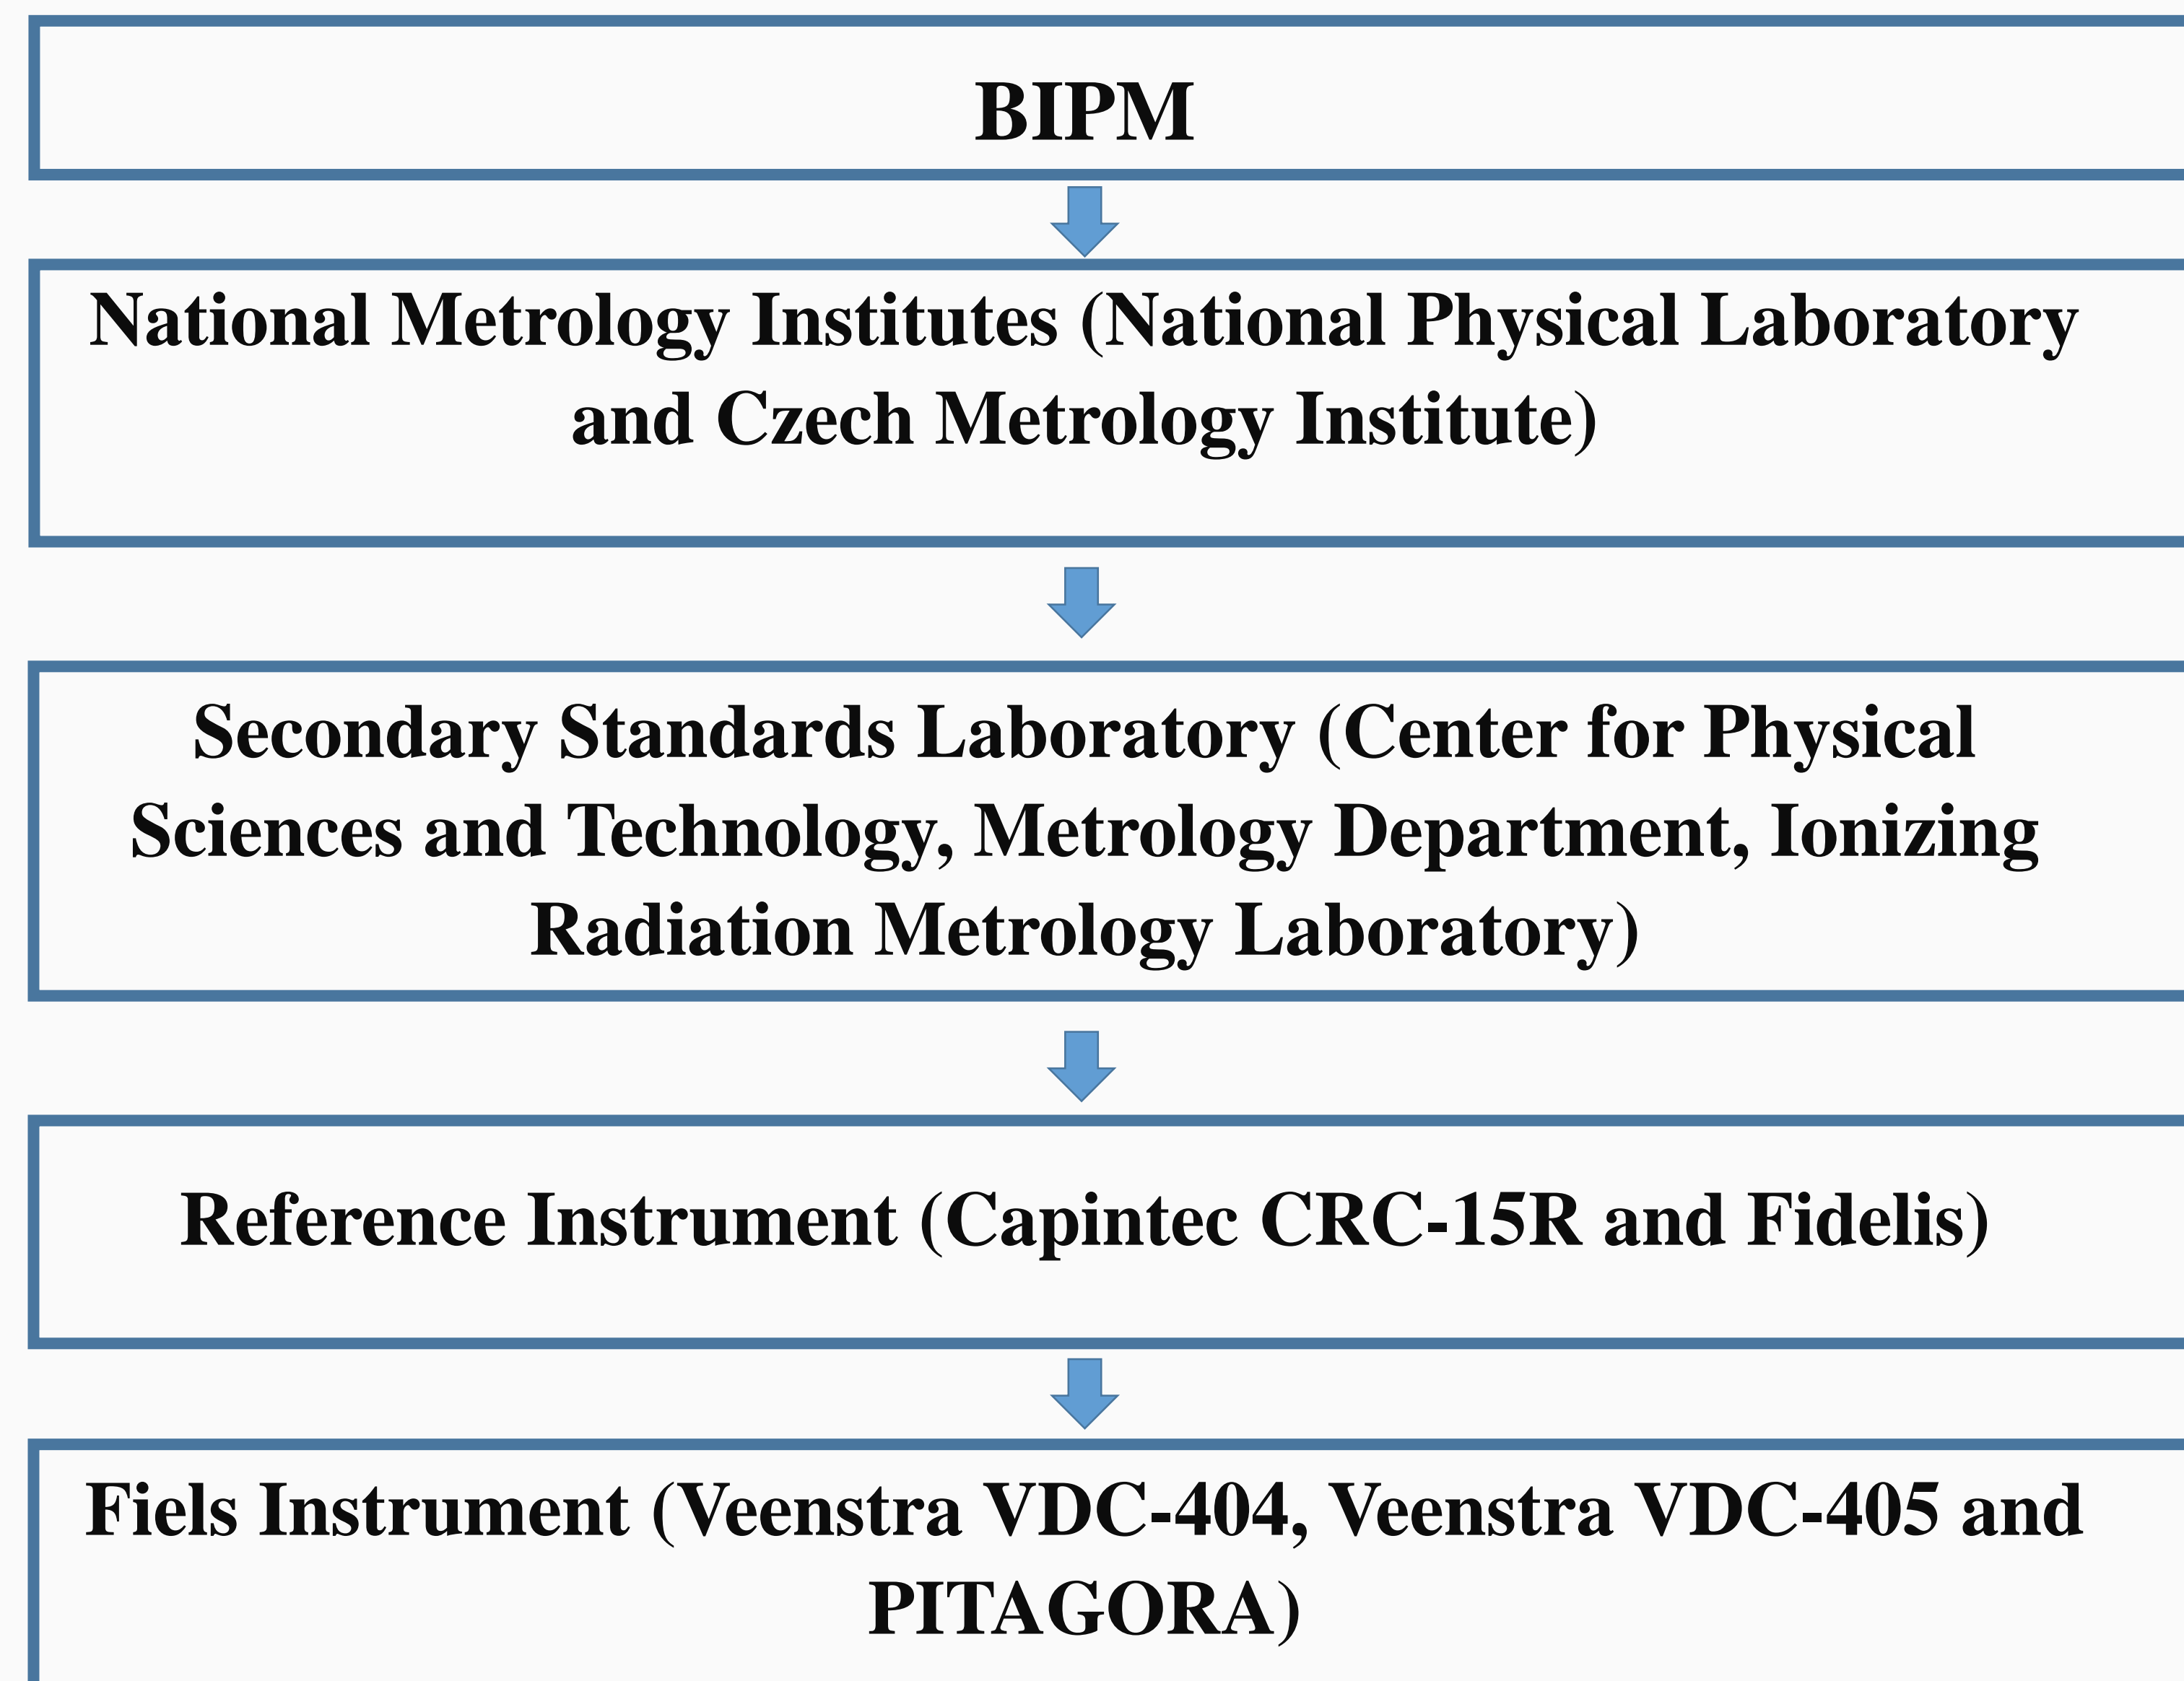 BIPM
National Metrology Institutes (National Physical Laboratory
and Czech Metrology Institute)
Secondary Standards Laboratory (Center for Physical
Sciences and Technology, Metrology Department, Ionizing
Radiation Metrology Laboratory)
Reference Instrument (Capintec CRC-15R and Fidelis)
Fiels Instrument (Veenstra VDC-404, Veenstra VDC-405 and
PITAGORA)